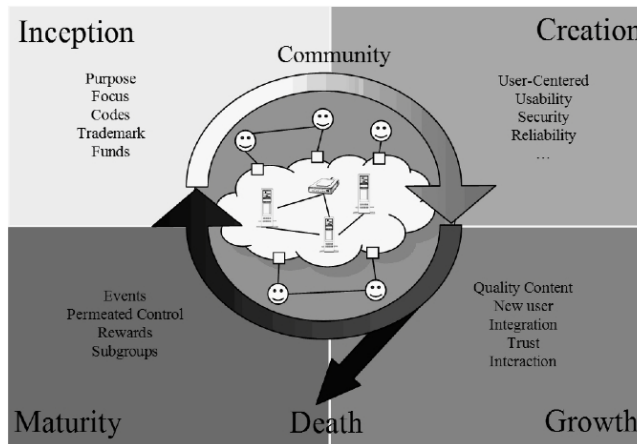 Inception
Creation
Community
Purpose
Focus
Codes
Trademark
Funds
User-Centered
Usability
Security
Reliability
...
Events
Permeated Control
Rewards
Subgroups
Quality Content
New user
Integration
Trust
Interaction
Maturity
Death
Growth